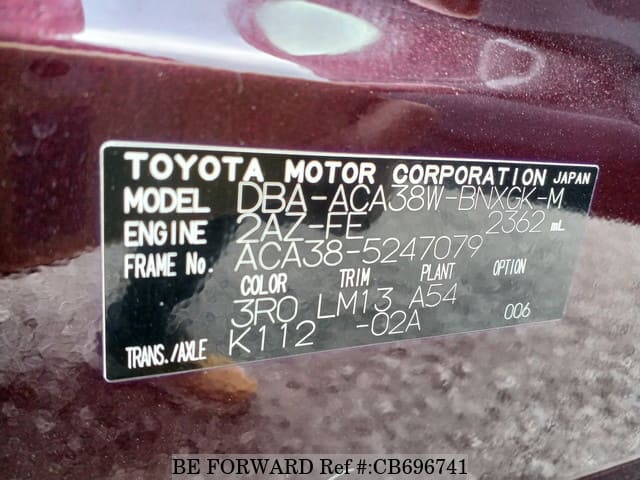 TOYOTA MOTOR CORPORATION JAPAN
MODEL DBA-ACA38W-BNXGK-M
ENGINE 2AZ-FE 2362 mL
FRAME No. ACA38-5247079
COLOR TRIM PLANT OPTION
3R0 LM13 A54
TRANS./AXLE K112 -02A 006
BE FORWARD Ref #:CB696741